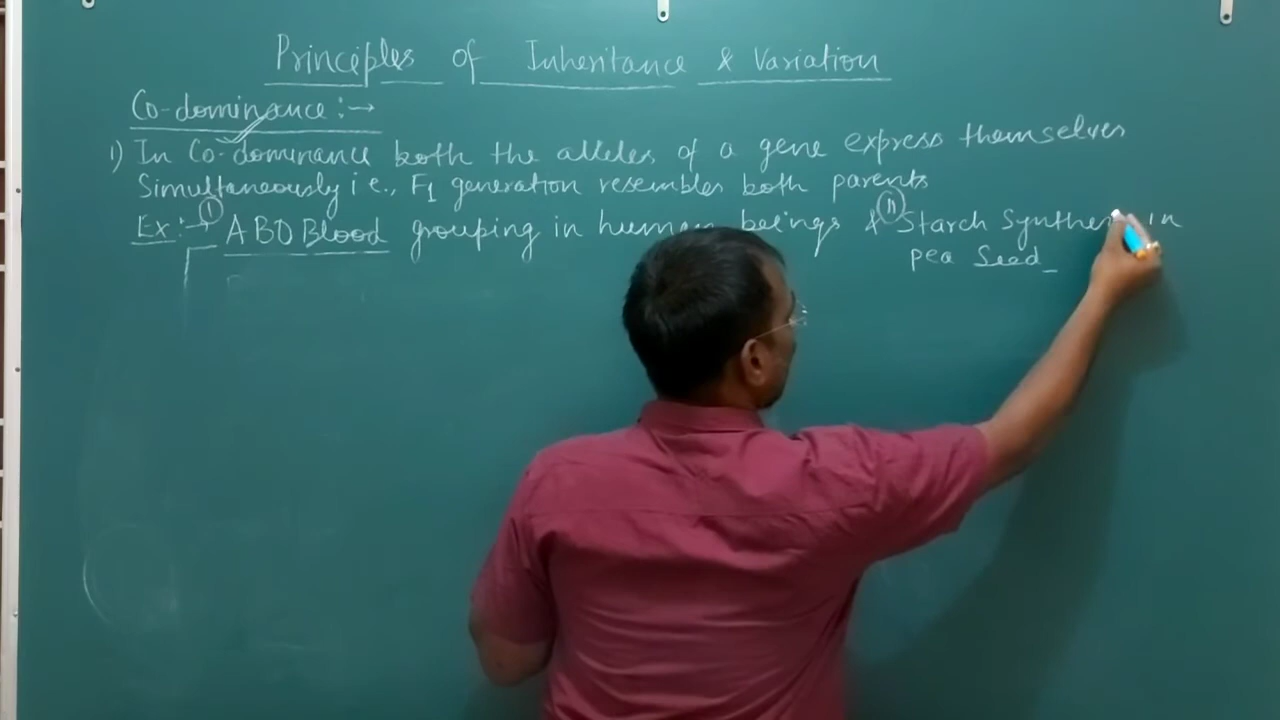 Principles of Inheritance & Variation
Co-dominance :→
1) In Co-dominance both the alleles of a gene express themselves
Simultaneously i.e., F1 generation resembles both parents
Ex:→ (I) ABO Blood grouping in human beings & (II) Starch in
pea Seed